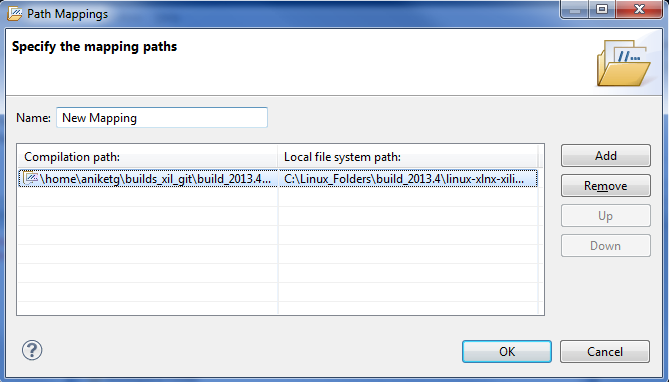 Path Mappings
Specify the mapping paths
Name: New Mapping
Compilation path: Local file system path:
\home\aniketg\builds_xil_git\build_2013.4... C:\Linux_Folders\build_2013.4\linux-xlnx-xili...
Add
Remove
Up
Down
OK Cancel